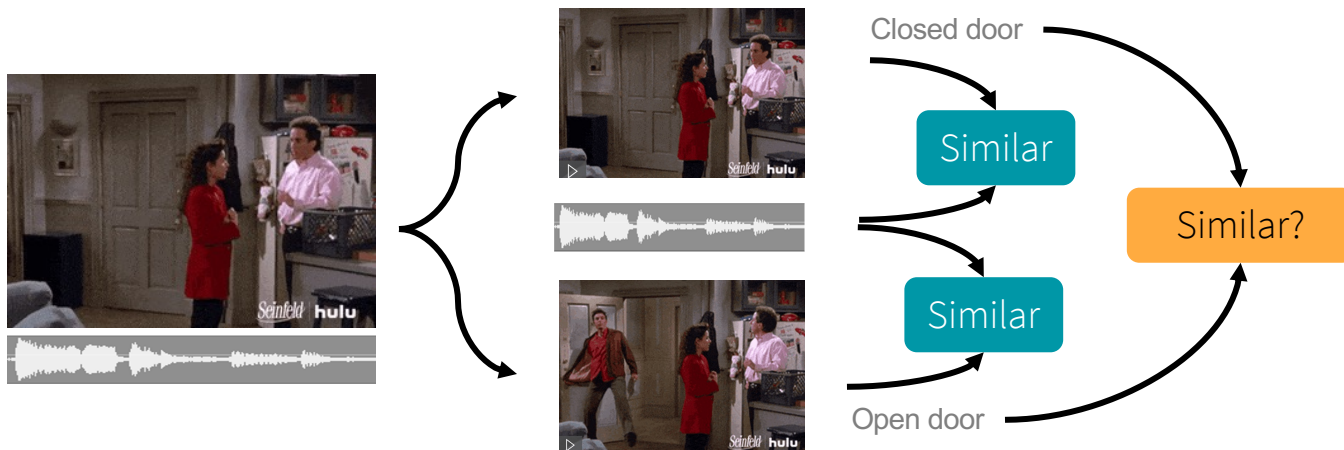 Closed door
Similar
Similar?
Similar
Open door
Seinfeld hulu
Seinfeld hulu
Seinfeld hulu